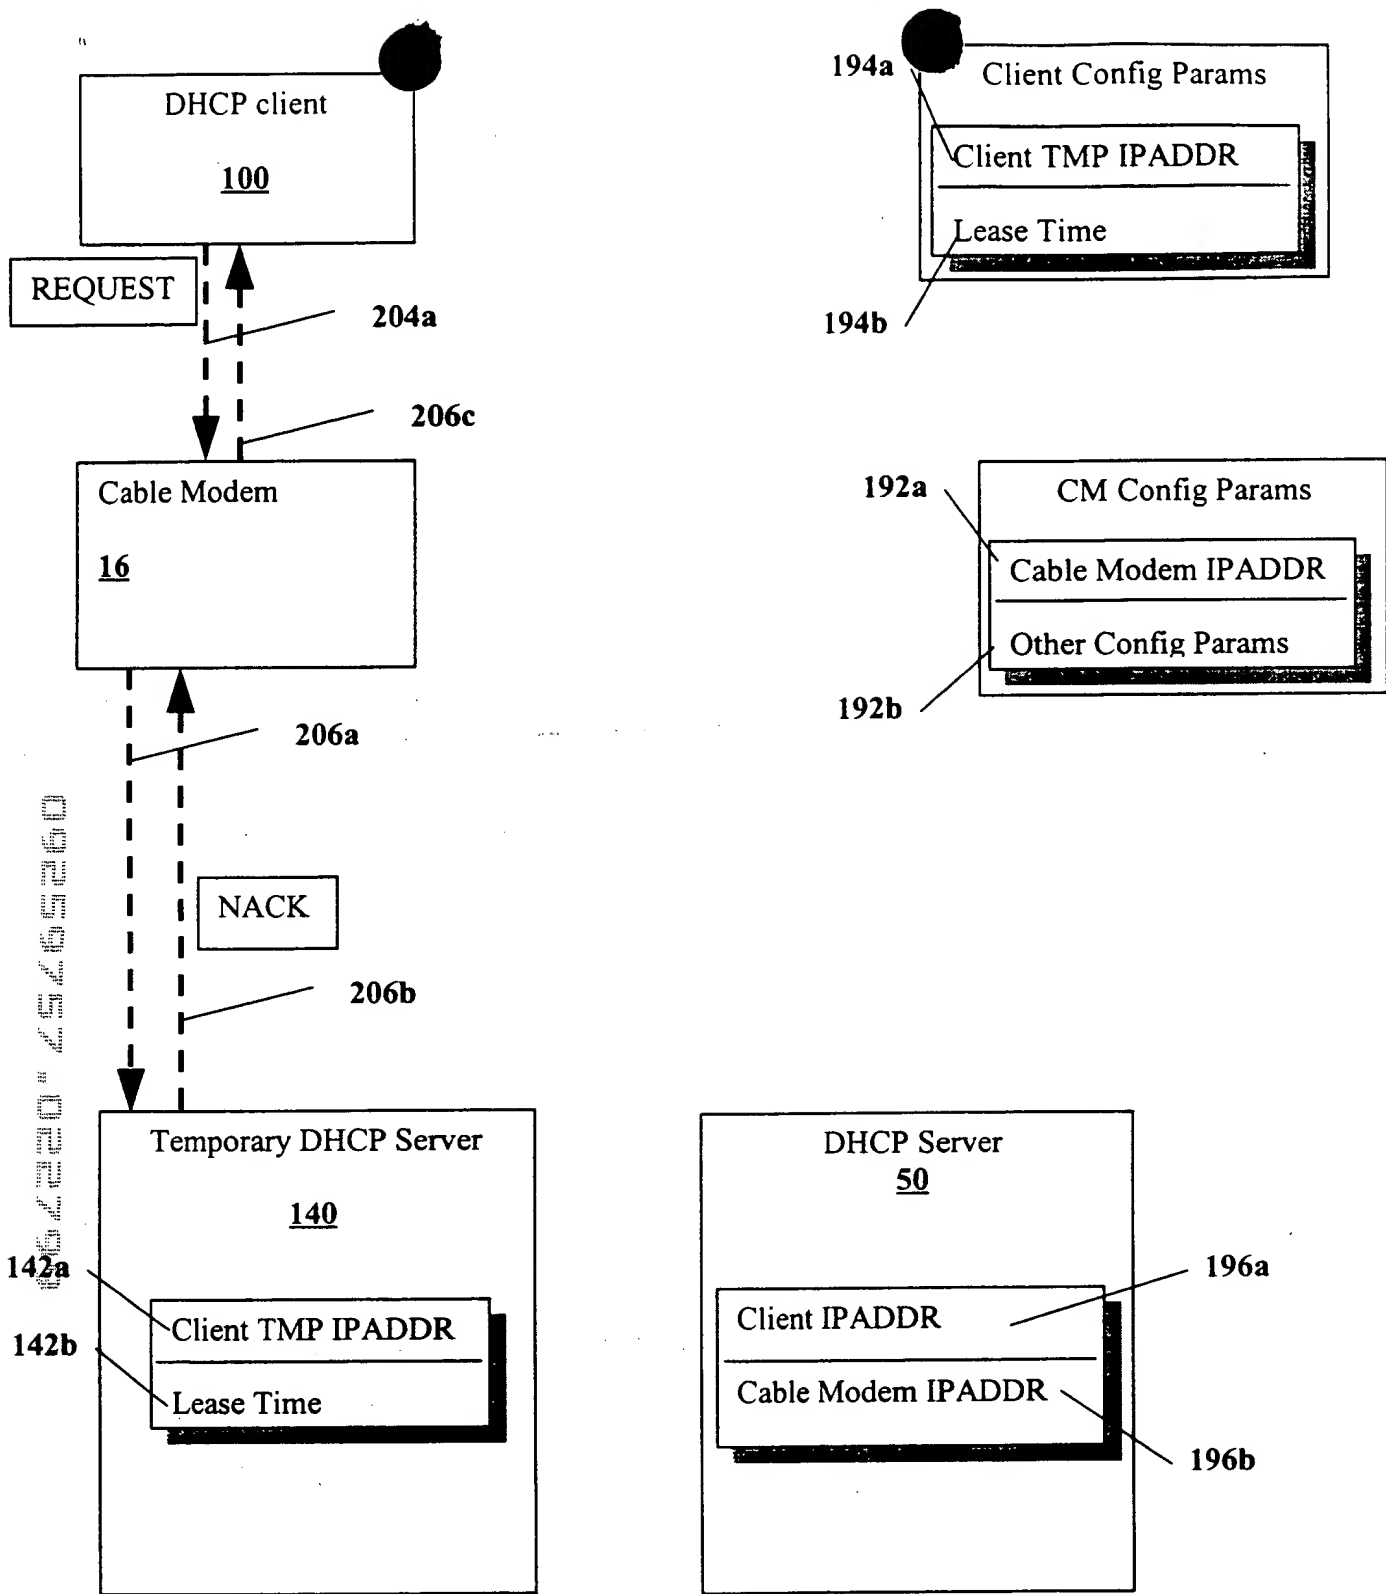 DHCP client
100
REQUEST
204a
206c
194a
Client Config Params
Client TMP IPADDR
Lease Time
194b
Cable Modem
16
192a
CM Config Params
Cable Modem IPADDR
Other Config Params
192b
206a
NACK
206b
Temporary DHCP Server
140
142a
Client TMP IPADDR
142b
Lease Time
DHCP Server
50
196a
Client IPADDR
Cable Modem IPADDR
196b